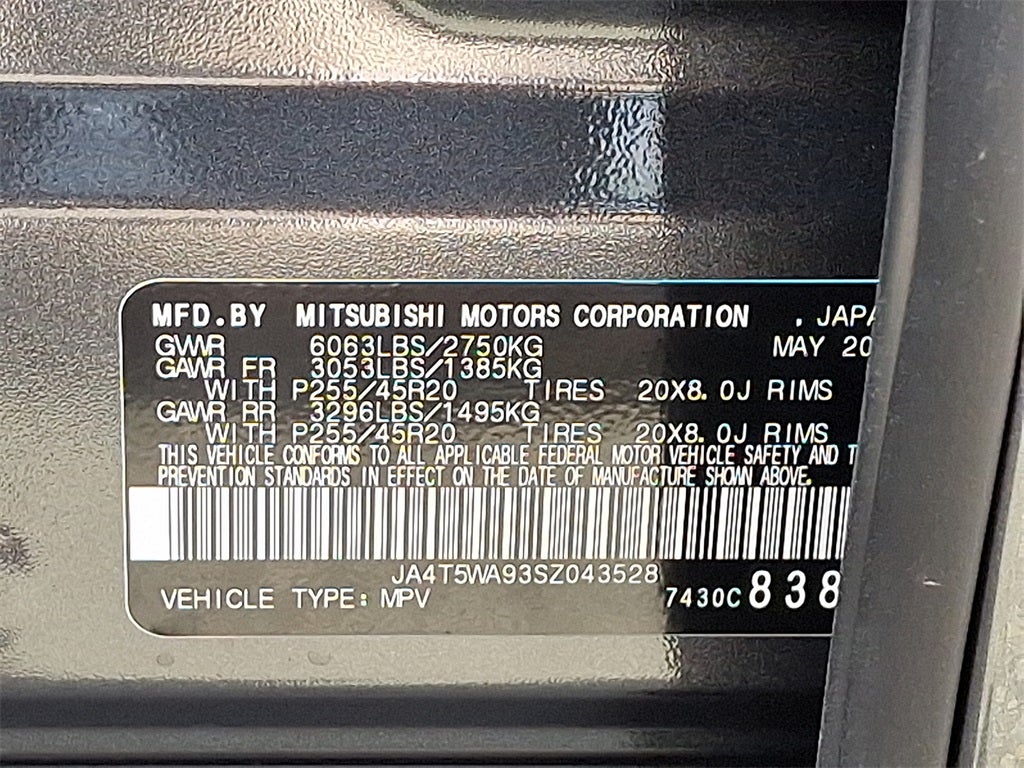 MFD.BY MITSUBISHI MOTORS CORPORATION . JAPA
GVWR 6063LBS/2750KG MAY 20
GAWR FR 3053LBS/1385KG
WITH P255/45R20 TIRES 20X8.0J RIMS
GAWR RR 3296LBS/1495KG
WITH P255/45R20 TIRES 20X8.0J RIMS
THIS VEHICLE CONFORMS TO ALL APPLICABLE FEDERAL MOTOR VEHICLE SAFETY AND T
PREVENTION STANDARDS IN EFFECT ON THE DATE OF MANUFACTURE SHOWN ABOVE.
JA4T5WA93SZ043528
VEHICLE TYPE: MPV 7430C 838